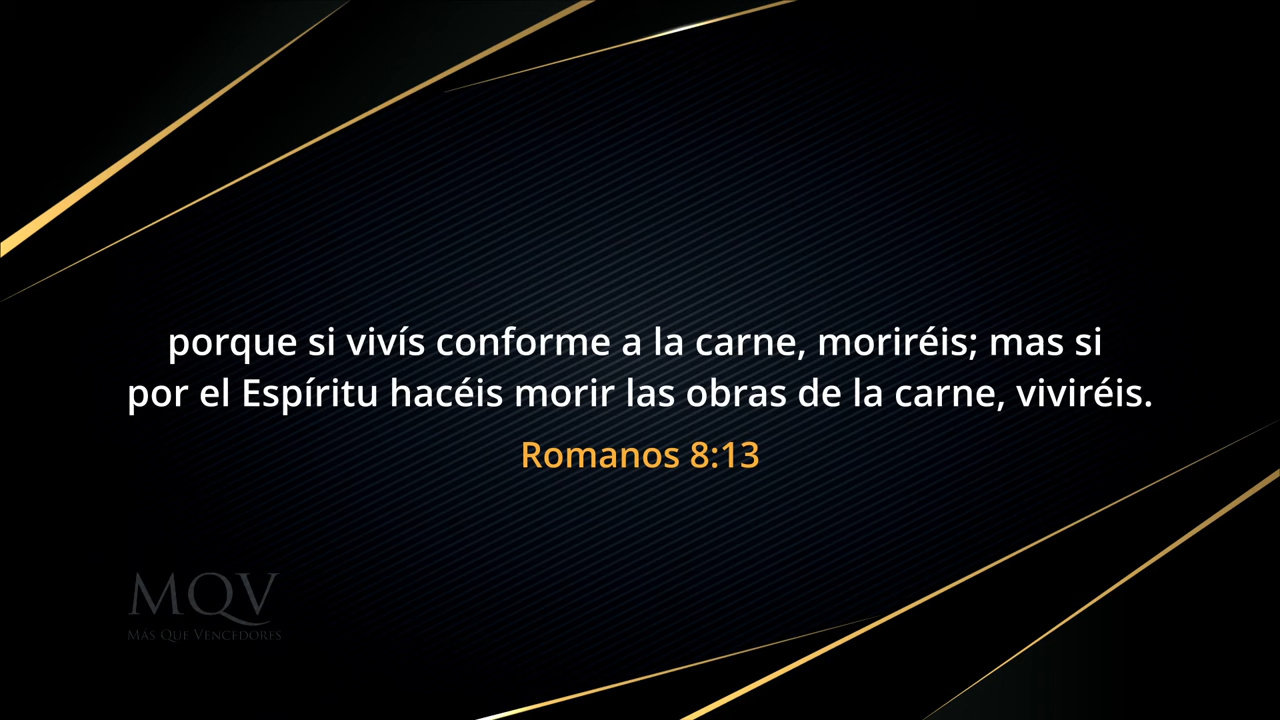 porque si vivís conforme a la carne, moriréis; mas si
por el Espíritu hacéis morir las obras de la carne, viviréis.
Romanos 8:13
MQV
Más Que Vencedores